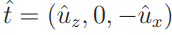 t̂ = (û_z, 0, −û_x)